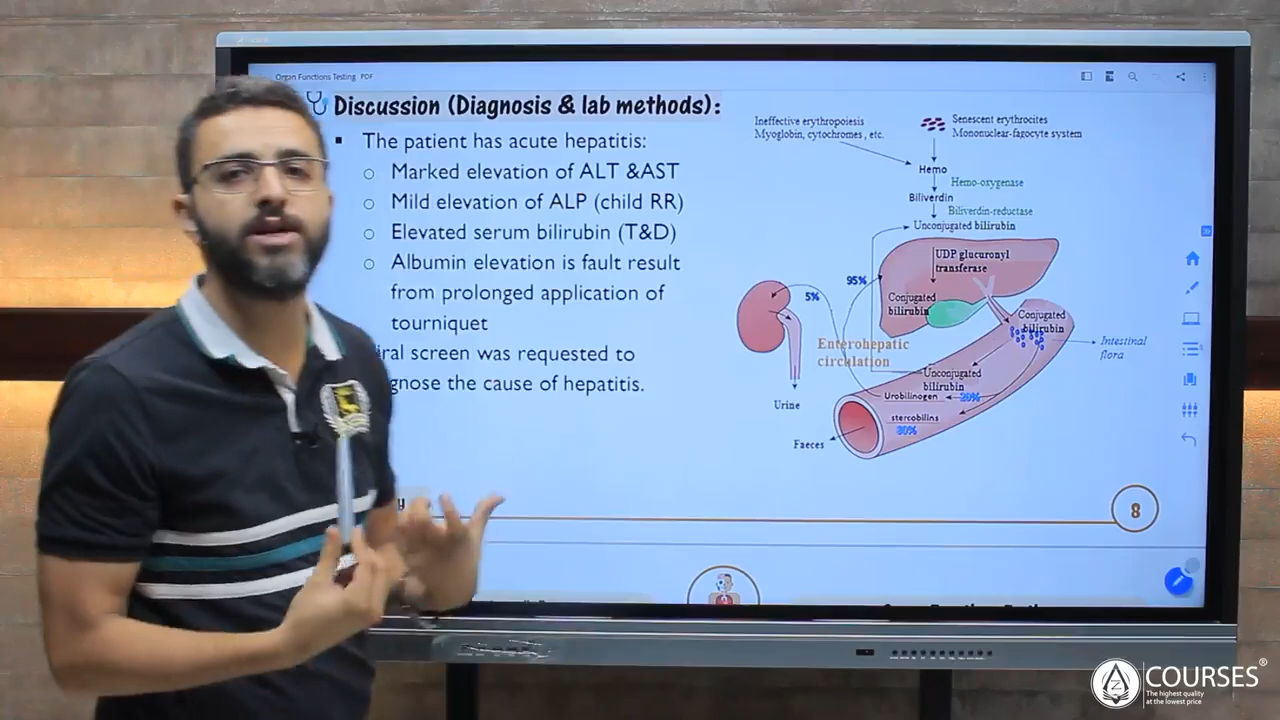 Organ Functions Testing PDF
Discussion (Diagnosis & lab methods):
▪ The patient has acute hepatitis:
o Marked elevation of ALT &AST
o Mild elevation of ALP (child RR)
o Elevated serum bilirubin (T&D)
o Albumin elevation is fault result
from prolonged application of
tourniquet
iral screen was requested to
gnose the cause of hepatitis.
Ineffective erythropoiesis
Myoglobin, cytochromes, etc.
Senescent erythrocites
Mononuclear-fagocyte system
Hemo
Hemo-oxygenase
Biliverdin
Biliverdin-reductase
Unconjugated bilirubin
UDP glucuronyl
transferase
95%
5%
Conjugated
bilirubin
Conjugated
bilirubin
Enterohepatic
circulation
Intestinal
flora
Unconjugated
bilirubin
Urobilinogen
20%
Urine
stercobilins
80%
Faeces
y
8
COURSES®
The highest quality
at the lowest price